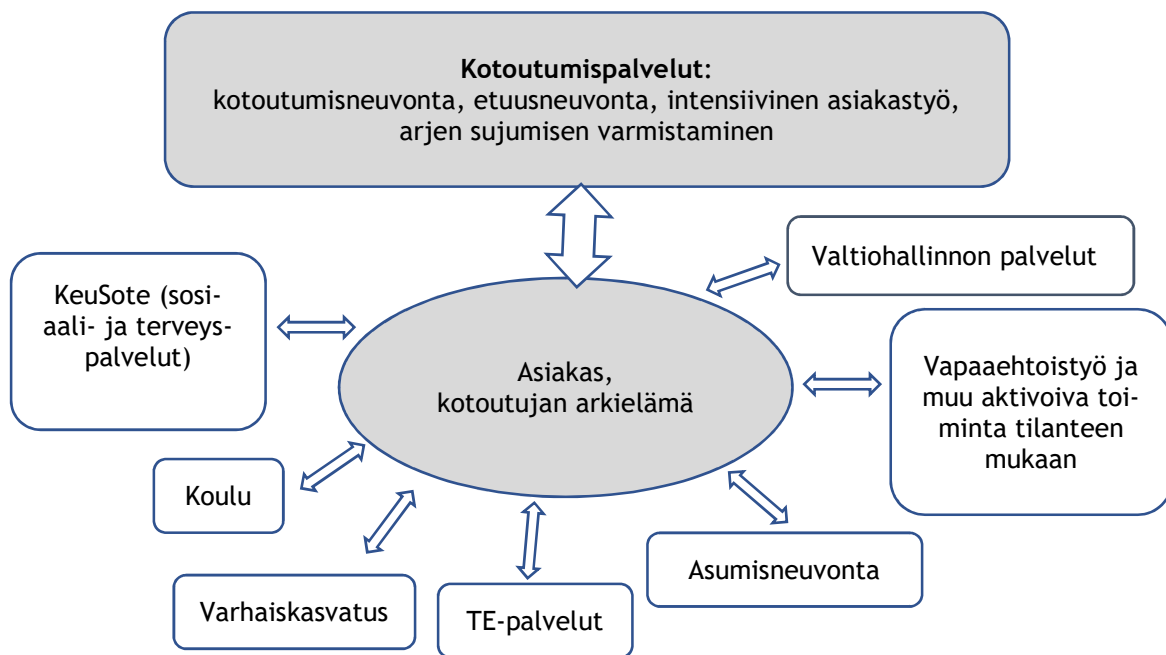 Kotoutumispalvelut:
kotoutumisneuvonta, etuusneuvonta, intensiivinen asiakastyö,
arjen sujumisen varmistaminen
Valtiohallinnon palvelut
KeuSote (sosi-
aali- ja terveys-
palvelut)
Asiakas,
kotoutujan arkielämä
Vapaaehtoistyö ja
muu aktivoiva toi-
minta tilanteen
mukaan
Koulu
Asumisneuvonta
Varhaiskasvatus
TE-palvelut